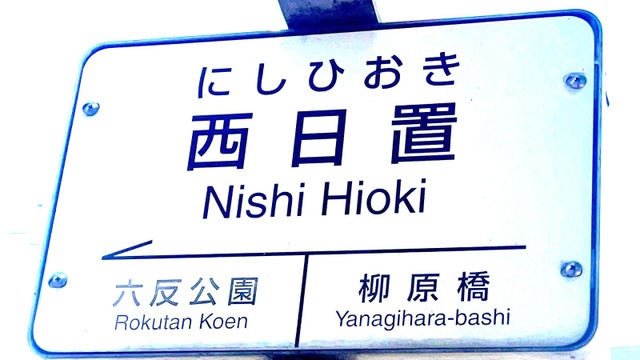 にしひおき
西日置
Nishi Hioki
六反公園 柳原橋
Rokutan Koen Yanagihara-bashi